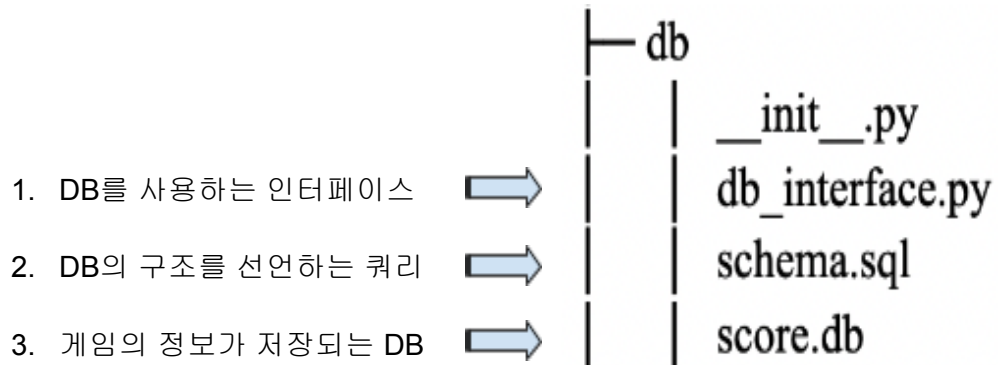 db
__init__.py
1. DB를 사용하는 인터페이스 db_interface.py
2. DB의 구조를 선언하는 쿼리 schema.sql
3. 게임의 정보가 저장되는 DB score.db